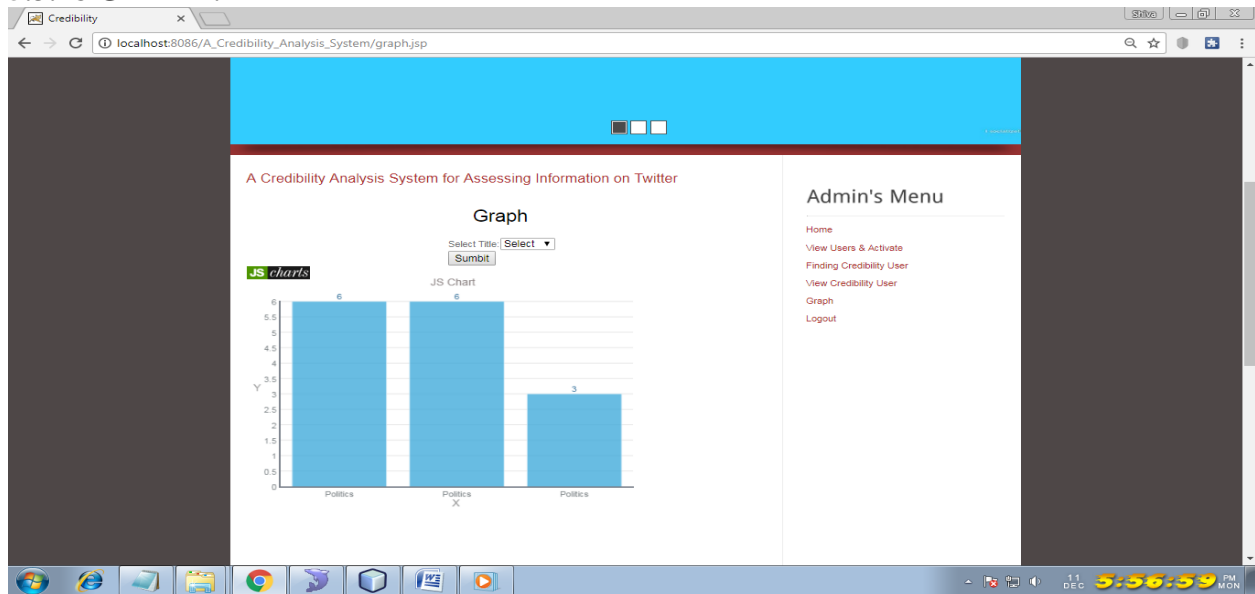 Credibility
Shiva
localhost:8086/A_Credibility_Analysis_System/graph.jsp
A Credibility Analysis System for Assessing Information on Twitter
Graph
Select Title: Select
Sumbit
JS charts
JS Chart
6
5.5
5
4.5
4
3.5
3
2.5
2
1.5
1
0.5
0
Y
6
6
3
Politics
Politics
Politics
X
Admin's Menu
Home
View Users & Activate
Finding Credibility User
View Credibility User
Graph
Logout
11 DEC
5:56:59 PM MON